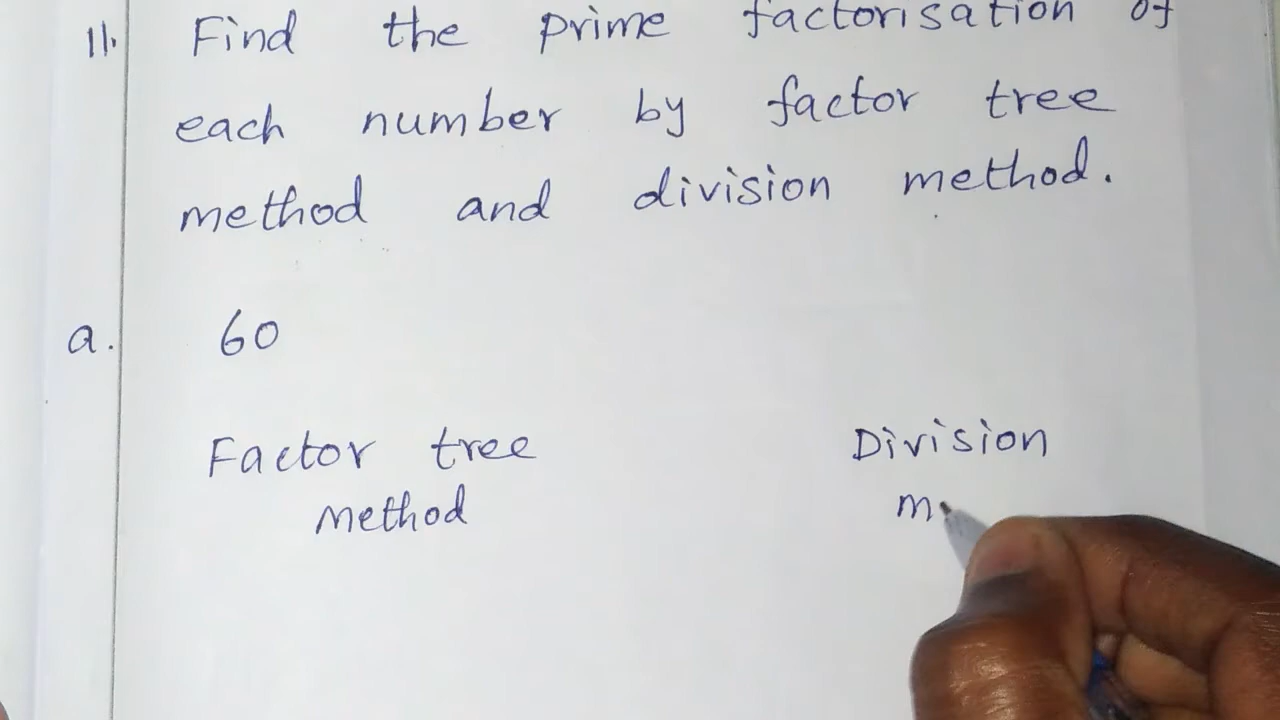 11. Find the prime factorisation of
each number by factor tree
method and division method.
a. 60
Factor tree Division
Method m